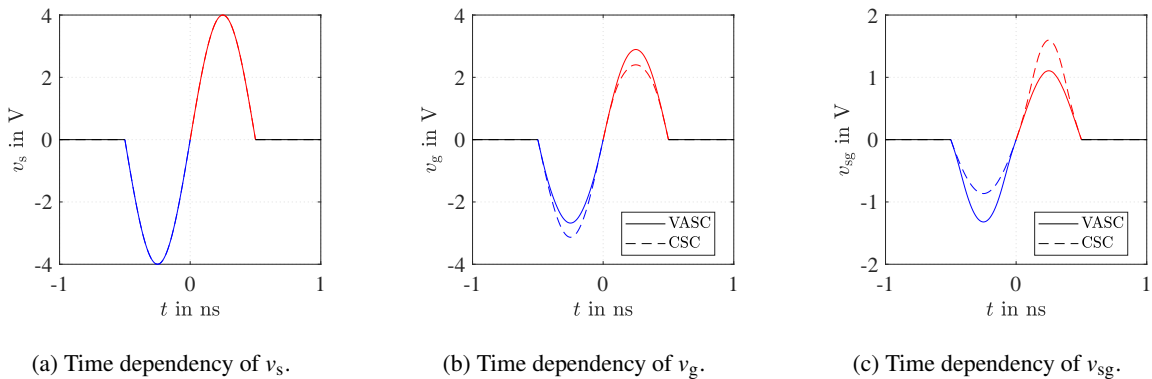 4
2
0
-2
-4
-1
0
1
v_s in V
t in ns
4
2
0
-2
-4
-1
0
1
v_g in V
t in ns
VASC
CSC
2
1
0
-1
-2
-1
0
1
v_sg in V
t in ns
VASC
CSC
(a) Time dependency of v_s.
(b) Time dependency of v_g.
(c) Time dependency of v_sg.